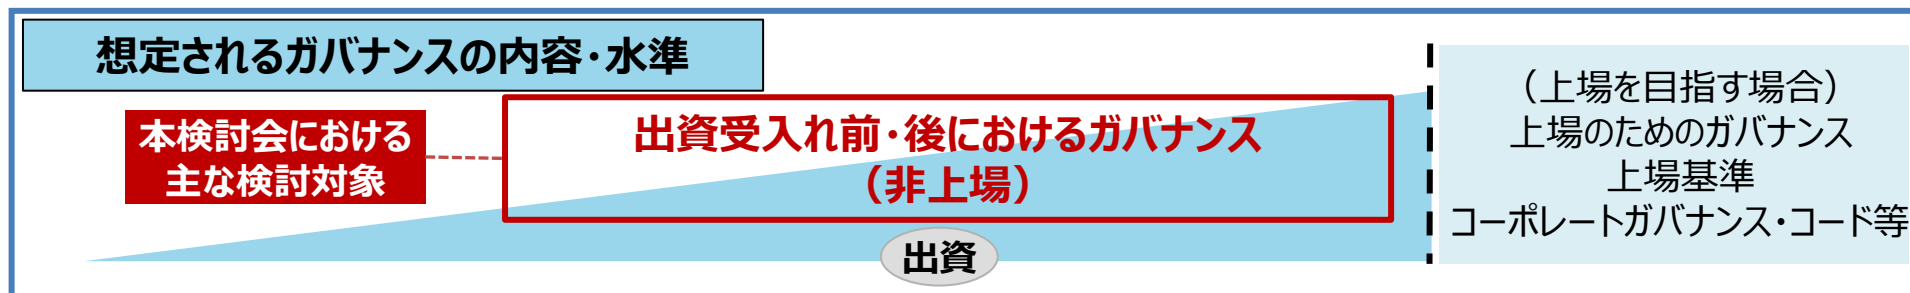 想定されるガバナンスの内容・水準
本検討会における
主な検討対象
出資受入れ前・後におけるガバナンス
（非上場）
出資
（上場を目指す場合）
上場のためのガバナンス
上場基準
コーポレートガバナンス・コード等